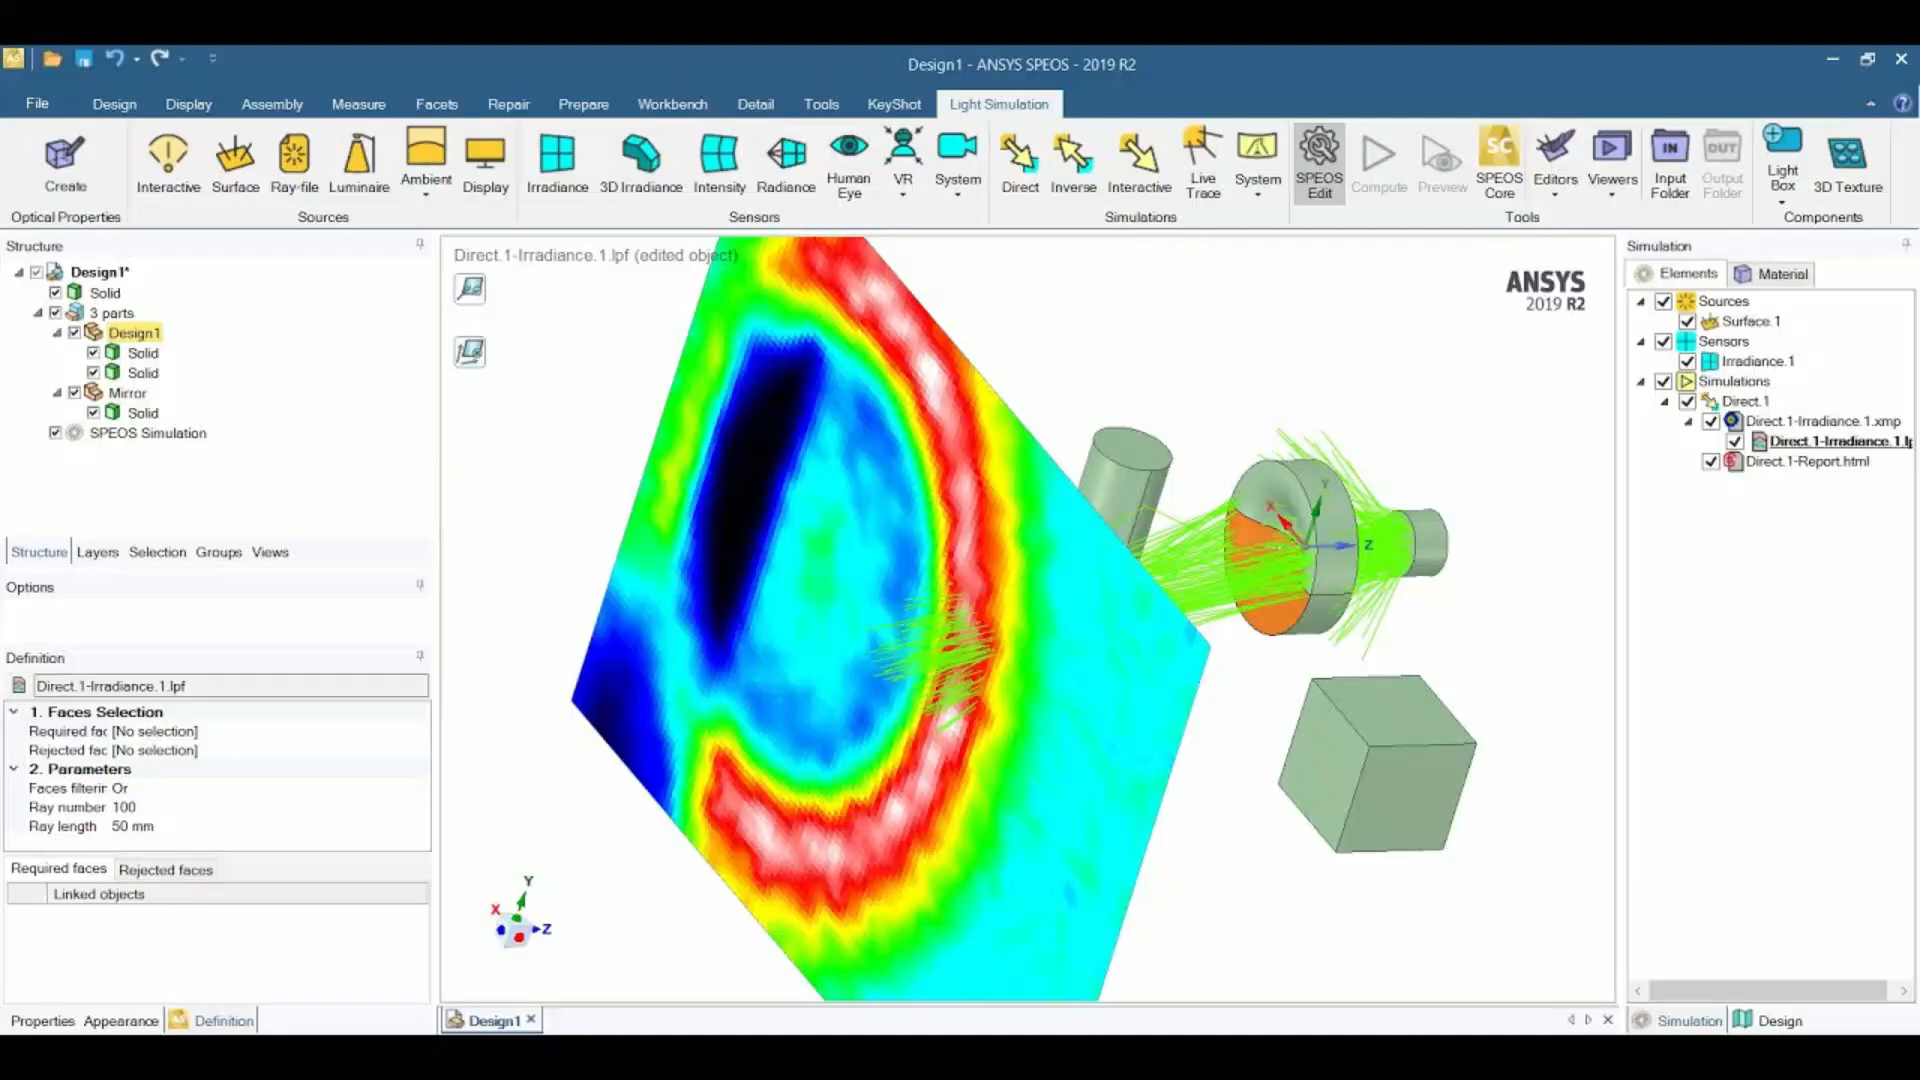 Design1 - ANSYS SPEOS - 2019 R2
File Design Display Assembly Measure Facets Repair Prepare Workbench Detail Tools KeyShot Light Simulation
Create
Interactive Surface Ray-file Luminaire Ambient Display
Irradiance 3D Irradiance Intensity Radiance Human Eye VR System
Direct Inverse Interactive Live Trace System
SPEOS Edit Compute Preview SPEOS Core Editors Viewers Input Folder Output Folder
Light Box 3D Texture
Optical Properties Sources Sensors Simulations Tools Components
Structure
Design1*
Solid
3 parts
Design1
Solid
Solid
Mirror
Solid
SPEOS Simulation
Structure Layers Selection Groups Views
Options
Definition
Direct.1-Irradiance.1.lpf
1. Faces Selection
Required fac [No selection]
Rejected fac [No selection]
2. Parameters
Faces filterir Or
Ray number 100
Ray length 50 mm
Required faces Rejected faces
Linked objects
Properties Appearance Definition
Direct.1-Irradiance.1.lpf (edited object)
ANSYS
2019 R2
Y
X
Z
Y
X
Z
Design1
Simulation
Elements Material
Sources
Surface.1
Sensors
Irradiance.1
Simulations
Direct.1
Direct.1-Irradiance.1.xmp
Direct.1-Irradiance.1.l
Direct.1-Report.html
Simulation Design